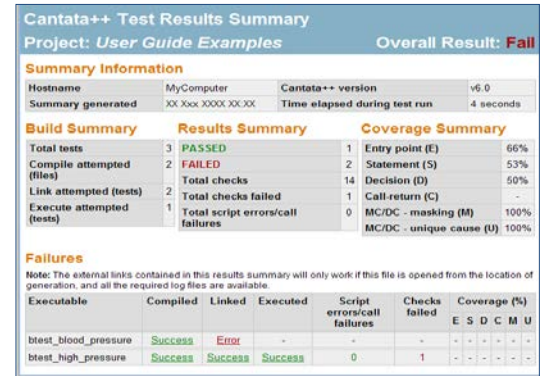 Cantata++ Test Results Summary
Project: User Guide Examples Overall Result: Fail
Summary Information
Hostname MyComputer Cantata++ version v6.0
Summary generated XX Xxx XXXX XX:XX Time elapsed during test run 4 seconds
Build Summary
Total tests 3
Compile attempted
(files) 2
Link attempted (tests) 2
Execute attempted
(tests) 1
Results Summary
PASSED 1
FAILED 2
Total checks 14
Total checks failed 1
Total script errors/call
failures 0
Coverage Summary
Entry point (E) 66%
Statement (S) 53%
Decision (D) 50%
Call-return (C) -
MC/DC - masking (M) 100%
MC/DC - unique cause (U) 100%
Failures
Note: The external links contained in this results summary will only work if this file is opened from the location of
generation, and all the required log files are available.
Executable Compiled Linked Executed Script
errors/call
failures Checks
failed Coverage (%)
E S D C M U
btest_blood_pressure Success Error - - - - - - - - -
btest_high_pressure Success Success Success 0 1 - - - - - -